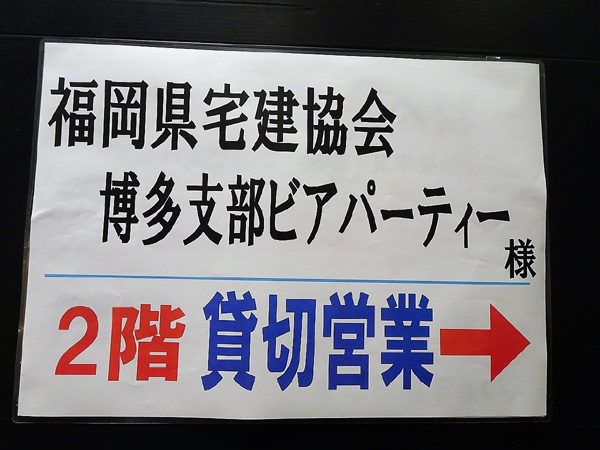 福岡県宅建協会
博多支部ビアパーティー様
2階 貸切営業→